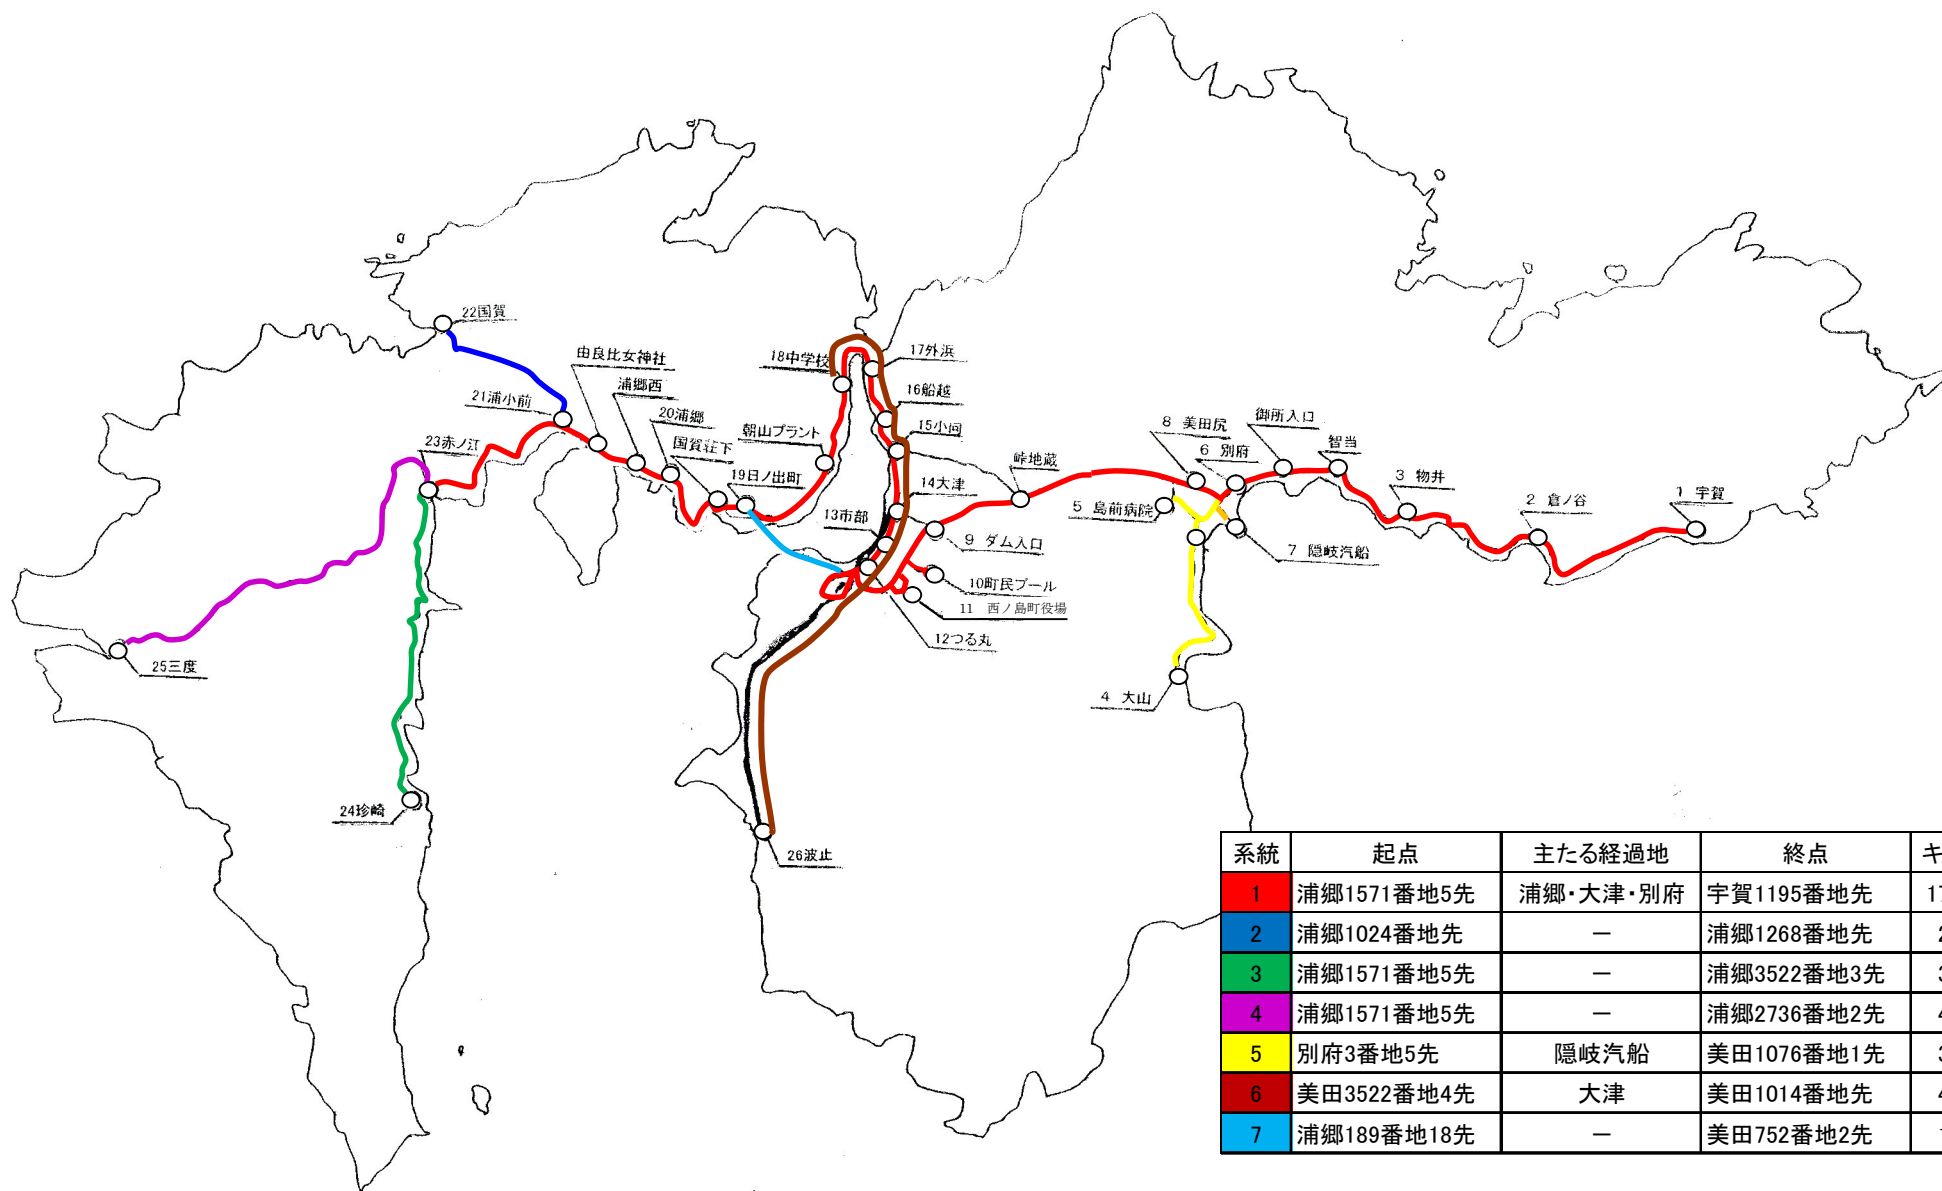 22国賀
由良比女神社
浦郷西
21浦小前
20浦郷
国賀荘下
23赤ノ江
19日ノ出町
朝山プラント
18中学校
17外浜
16船越
15小向
14大津
13市部
峠地蔵
8 美田尻
6 別府
御所入口
智当
3 物井
2 倉ノ谷
1 宇賀
5 島前病院
7 隠岐汽船
9 ダム入口
10町民プール
11 西ノ島町役場
12つる丸
4 大山
25三度
24珍崎
26波止
系統 起点 主たる経過地 終点 キ
1 浦郷1571番地5先 浦郷・大津・別府 宇賀1195番地先 17
2 浦郷1024番地先 － 浦郷1268番地先 2
3 浦郷1571番地5先 － 浦郷3522番地3先 3
4 浦郷1571番地5先 － 浦郷2736番地2先 4
5 別府3番地5先 隠岐汽船 美田1076番地1先 3
6 美田3522番地4先 大津 美田1014番地先 4
7 浦郷189番地18先 － 美田752番地2先